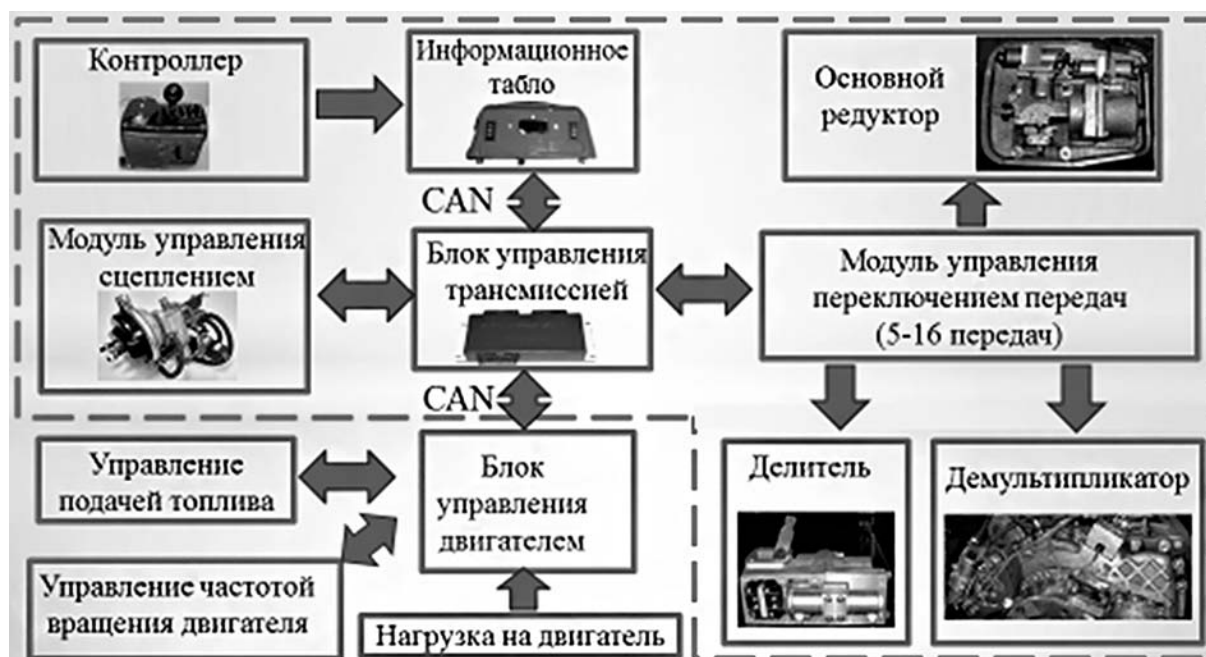 Контроллер
Информационное
табло
Основной
редуктор
CAN
Модуль управления
сцеплением
Блок управления
трансмиссией
Модуль управления
переключением передач
(5-16 передач)
CAN
Управление
подачей топлива
Блок
управления
двигателем
Делитель
Демультипликатор
Управление частотой
вращения двигателя
Нагрузка на двигатель